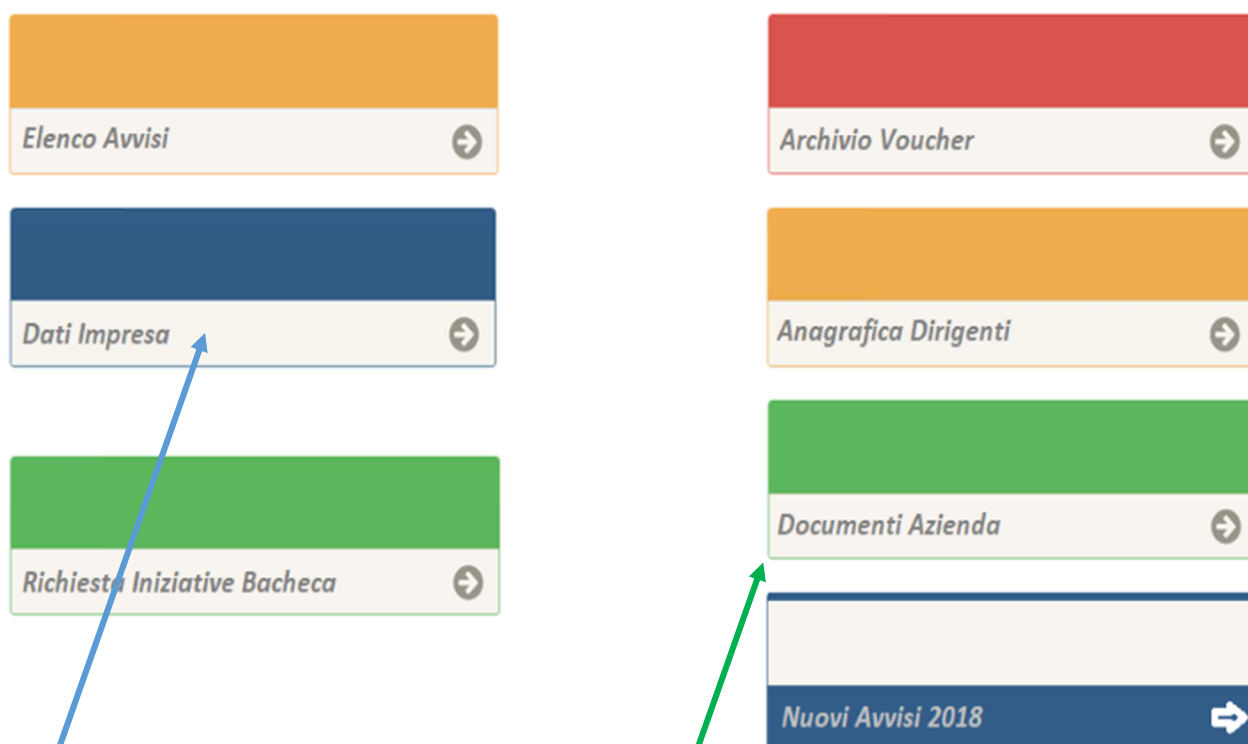 Elenco Avvisi
Archivio Voucher
Dati Impresa
Anagrafica Dirigenti
Richiesta Iniziative Bacheca
Documenti Azienda
Nuovi Avvisi 2018